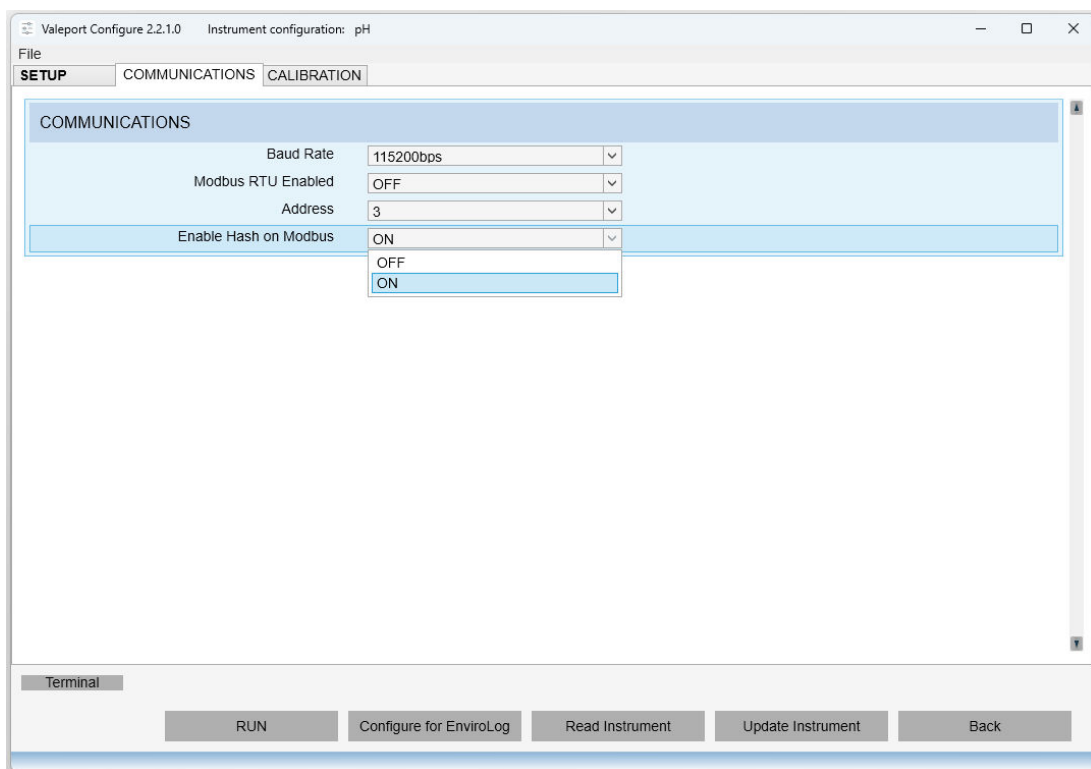 Valeport Configure 2.2.1.0 Instrument configuration: pH
File
SETUP COMMUNICATIONS CALIBRATION
COMMUNICATIONS
Baud Rate 115200bps
Modbus RTU Enabled OFF
Address 3
Enable Hash on Modbus ON
OFF
ON
Terminal
RUN Configure for EnviroLog Read Instrument Update Instrument Back